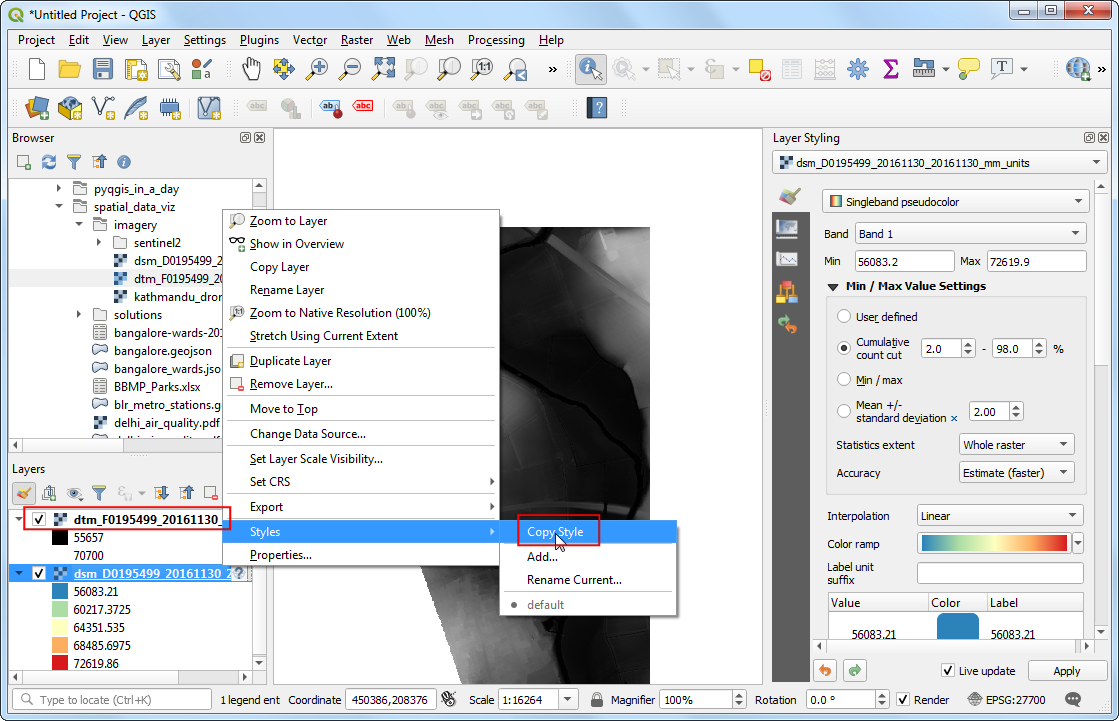 *Untitled Project - QGIS
Project Edit View Layer Settings Plugins Vector Raster Web Mesh Processing Help
Browser
pyqgis_in_a_day
spatial_data_viz
imagery
sentinel2
dsm_D0195499_2
dtm_F0195499_20
kathmandu_dron
solutions
bangalore-wards-20
bangalore.geojson
bangalore_wards.jso
BBMP_Parks.xlsx
blr_metro_stations.g
delhi_air_quality.pdf
Layers
dtm_F0195499_20161130_
55657
70700
dsm_D0195499_20161130_2
56083.21
60217.3725
64351.535
68485.6975
72619.86
Zoom to Layer
Show in Overview
Copy Layer
Rename Layer
Zoom to Native Resolution (100%)
Stretch Using Current Extent
Duplicate Layer
Remove Layer...
Move to Top
Change Data Source...
Set Layer Scale Visibility...
Set CRS
Export
Styles
Properties...
Copy Style
Add...
Rename Current...
default
Layer Styling
dsm_D0195499_20161130_20161130_mm_units
Singleband pseudocolor
Band Band 1
Min 56083.2 Max 72619.9
Min / Max Value Settings
User defined
Cumulative
count cut 2.0 - 98.0 %
Min / max
Mean +/-
standard deviation × 2.00
Statistics extent Whole raster
Accuracy Estimate (faster)
Interpolation Linear
Color ramp
Label unit
suffix
Value Color Label
56083.21 56083.21
Live update Apply
Type to locate (Ctrl+K) 1 legend ent Coordinate 450386,208376 Scale 1:16264 Magnifier 100% Rotation 0.0 ° Render EPSG:27700